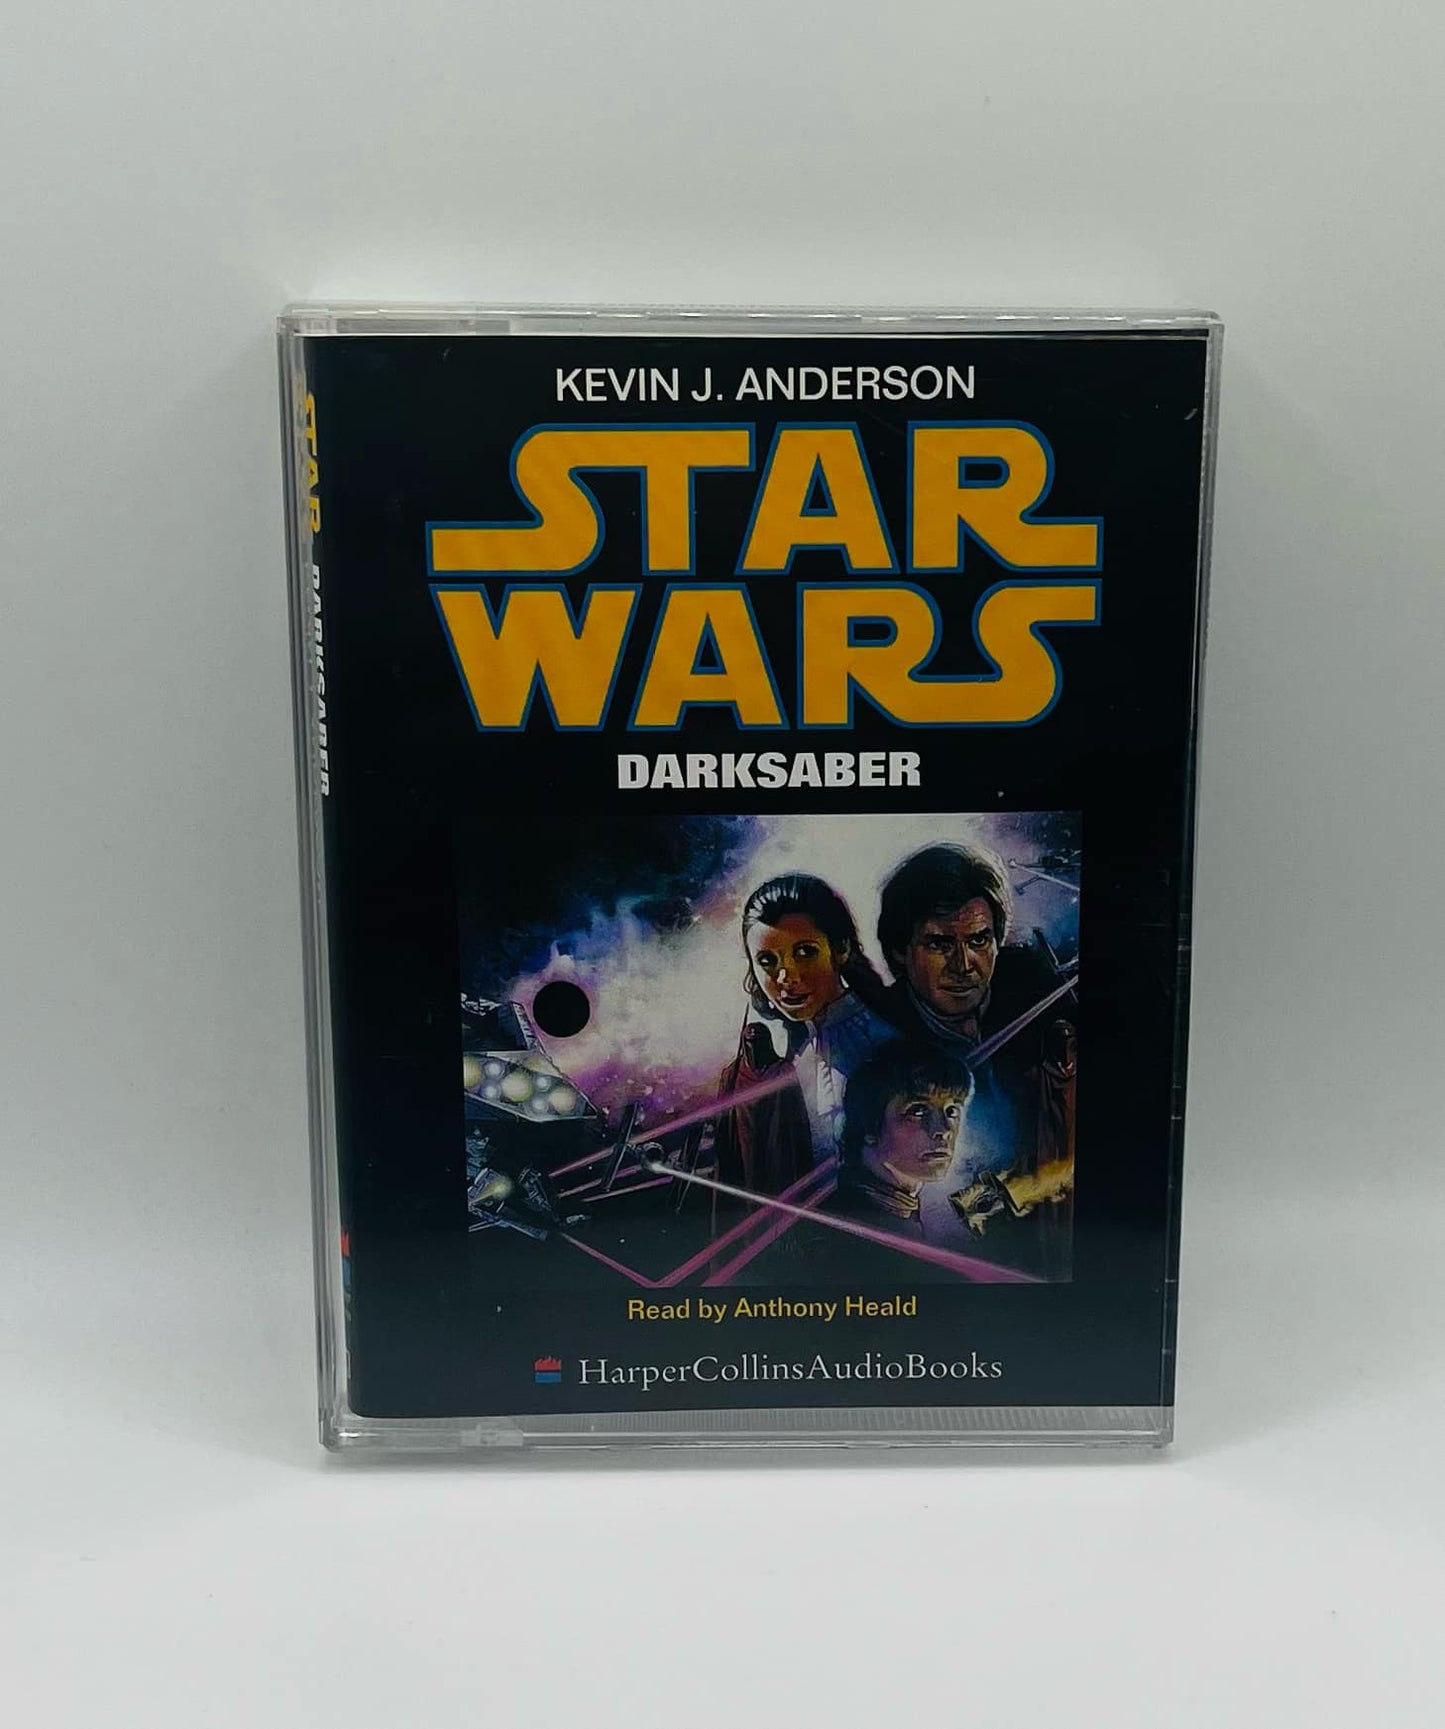 KEVIN J. ANDERSON
STAR
WARS
DARKSABER
Read by Anthony Heald
HarperCollinsAudioBooks
STAR
DARKSABER